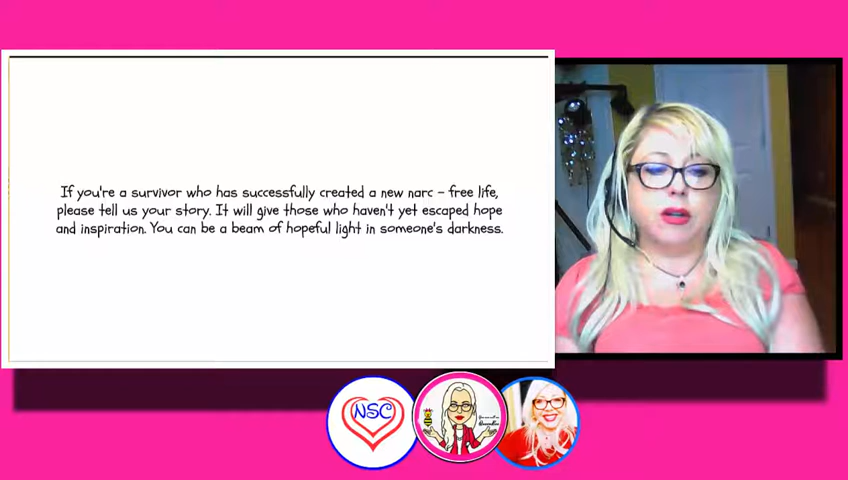 If you're a survivor who has successfully created a new narc - free life,
please tell us your story. It will give those who haven't yet escaped hope
and inspiration. You can be a beam of hopeful light in someone's darkness.
NSC